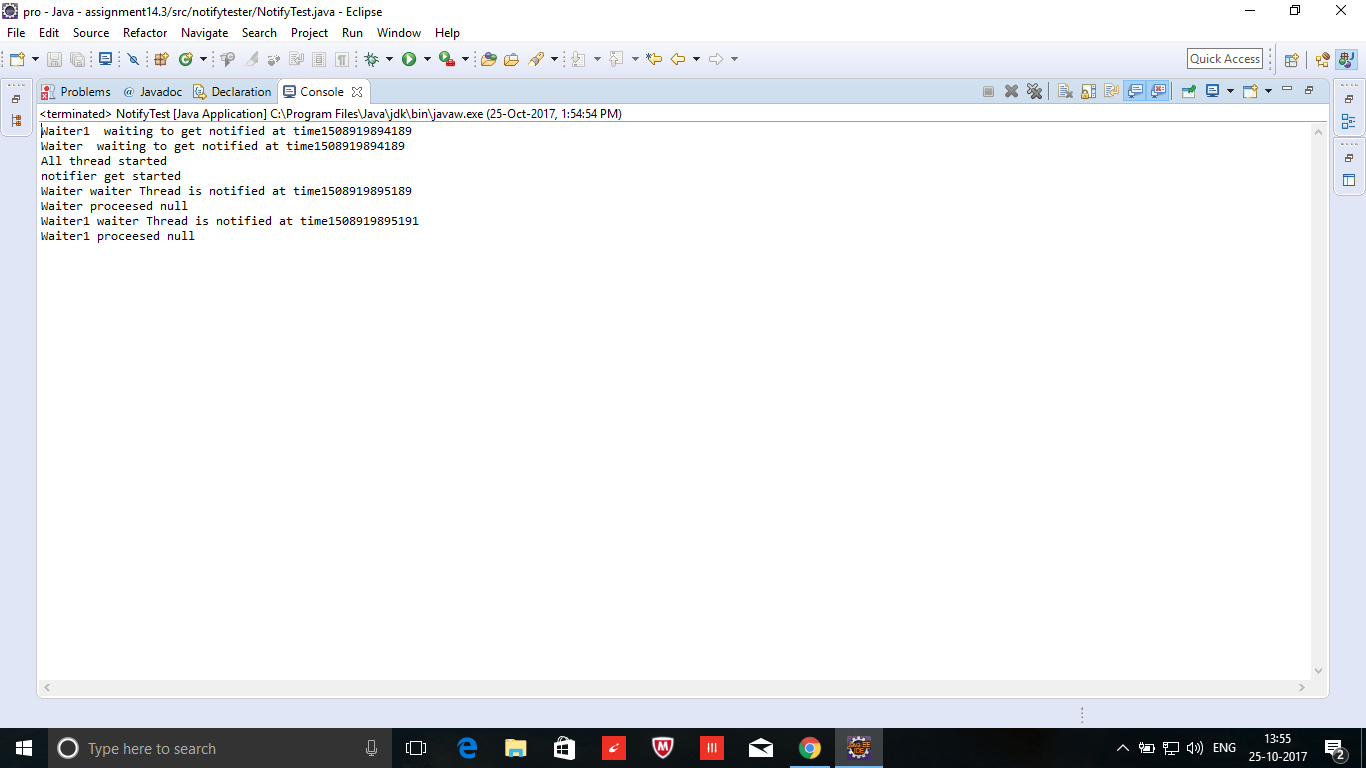 pro - Java - assignment14.3/src/notifytester/NotifyTest.java - Eclipse
File Edit Source Refactor Navigate Search Project Run Window Help
Quick Access
Problems @ Javadoc Declaration Console
<terminated> NotifyTest [Java Application] C:\Program Files\Java\jdk\bin\javaw.exe (25-Oct-2017, 1:54:54 PM)
Waiter1  waiting to get notified at time1508919894189
Waiter  waiting to get notified at time1508919894189
All thread started
notifier get started
Waiter waiter Thread is notified at time1508919895189
Waiter proceesed null
Waiter1 waiter Thread is notified at time1508919895191
Waiter1 proceesed null
Type here to search
ENG
13:55
25-10-2017
2